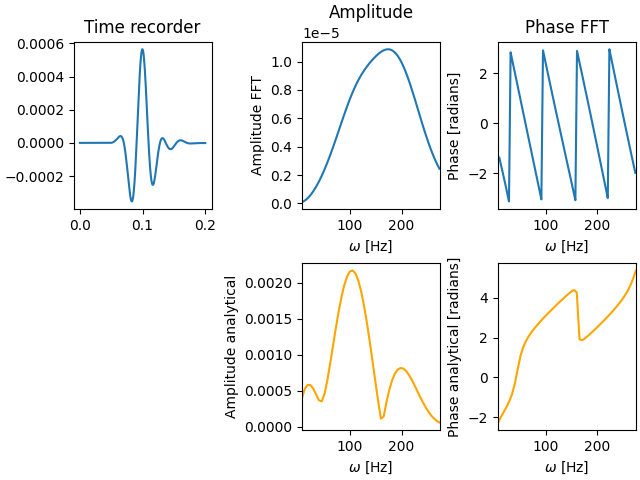 Time recorder
0.0006
0.0004
0.0002
0.0000
−0.0002
0.0
0.1
0.2
Amplitude
1e−5
Amplitude FFT
1.0
0.8
0.6
0.4
0.2
0.0
100
200
ω [Hz]
Phase FFT
Phase [radians]
2
0
−2
100
200
ω [Hz]
Amplitude analytical
0.0020
0.0015
0.0010
0.0005
0.0000
100
200
ω [Hz]
Phase analytical [radians]
4
2
0
−2
100
200
ω [Hz]